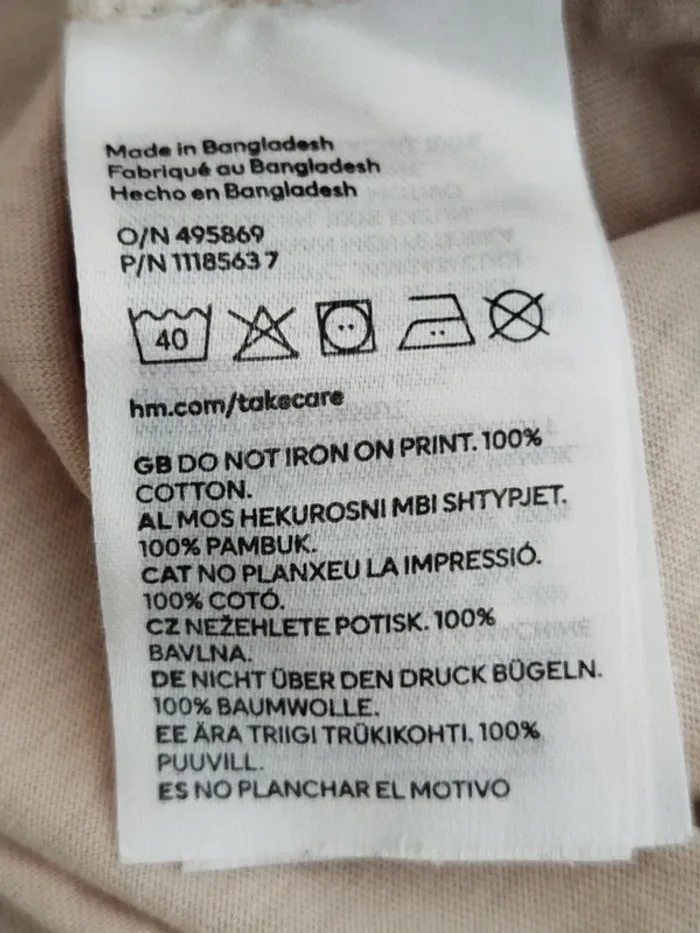 Made in Bangladesh
Fabriqué au Bangladesh
Hecho en Bangladesh
O/N 495869
P/N 1118563 7
40
hm.com/takecare
GB DO NOT IRON ON PRINT. 100%
COTTON.
AL MOS HEKUROSNI MBI SHTYPJET.
100% PAMBUK.
CAT NO PLANXEU LA IMPRESSIÓ.
100% COTÓ.
CZ NEŽEHLETE POTISK. 100%
BAVLNA.
DE NICHT ÜBER DEN DRUCK BÜGELN.
100% BAUMWOLLE.
EE ÄRA TRIIGI TRÜKIKOHTI. 100%
PUUVILL.
ES NO PLANCHAR EL MOTIVO